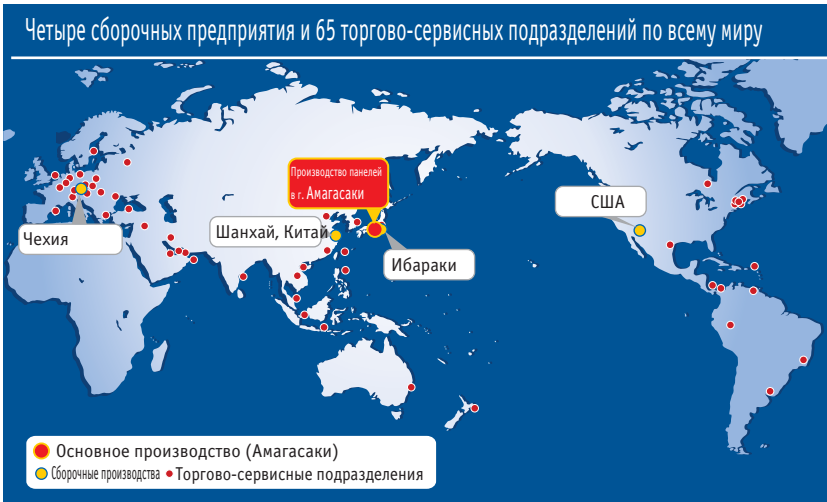 Четыре сборочных предприятия и 65 торгово-сервисных подразделений по всему миру
Производство панелей
в г. Амагасаки
США
Чехия
Шанхай, Китай
Ибараки
Основное производство (Амагасаки)
Сборочные производства • Торгово-сервисные подразделения